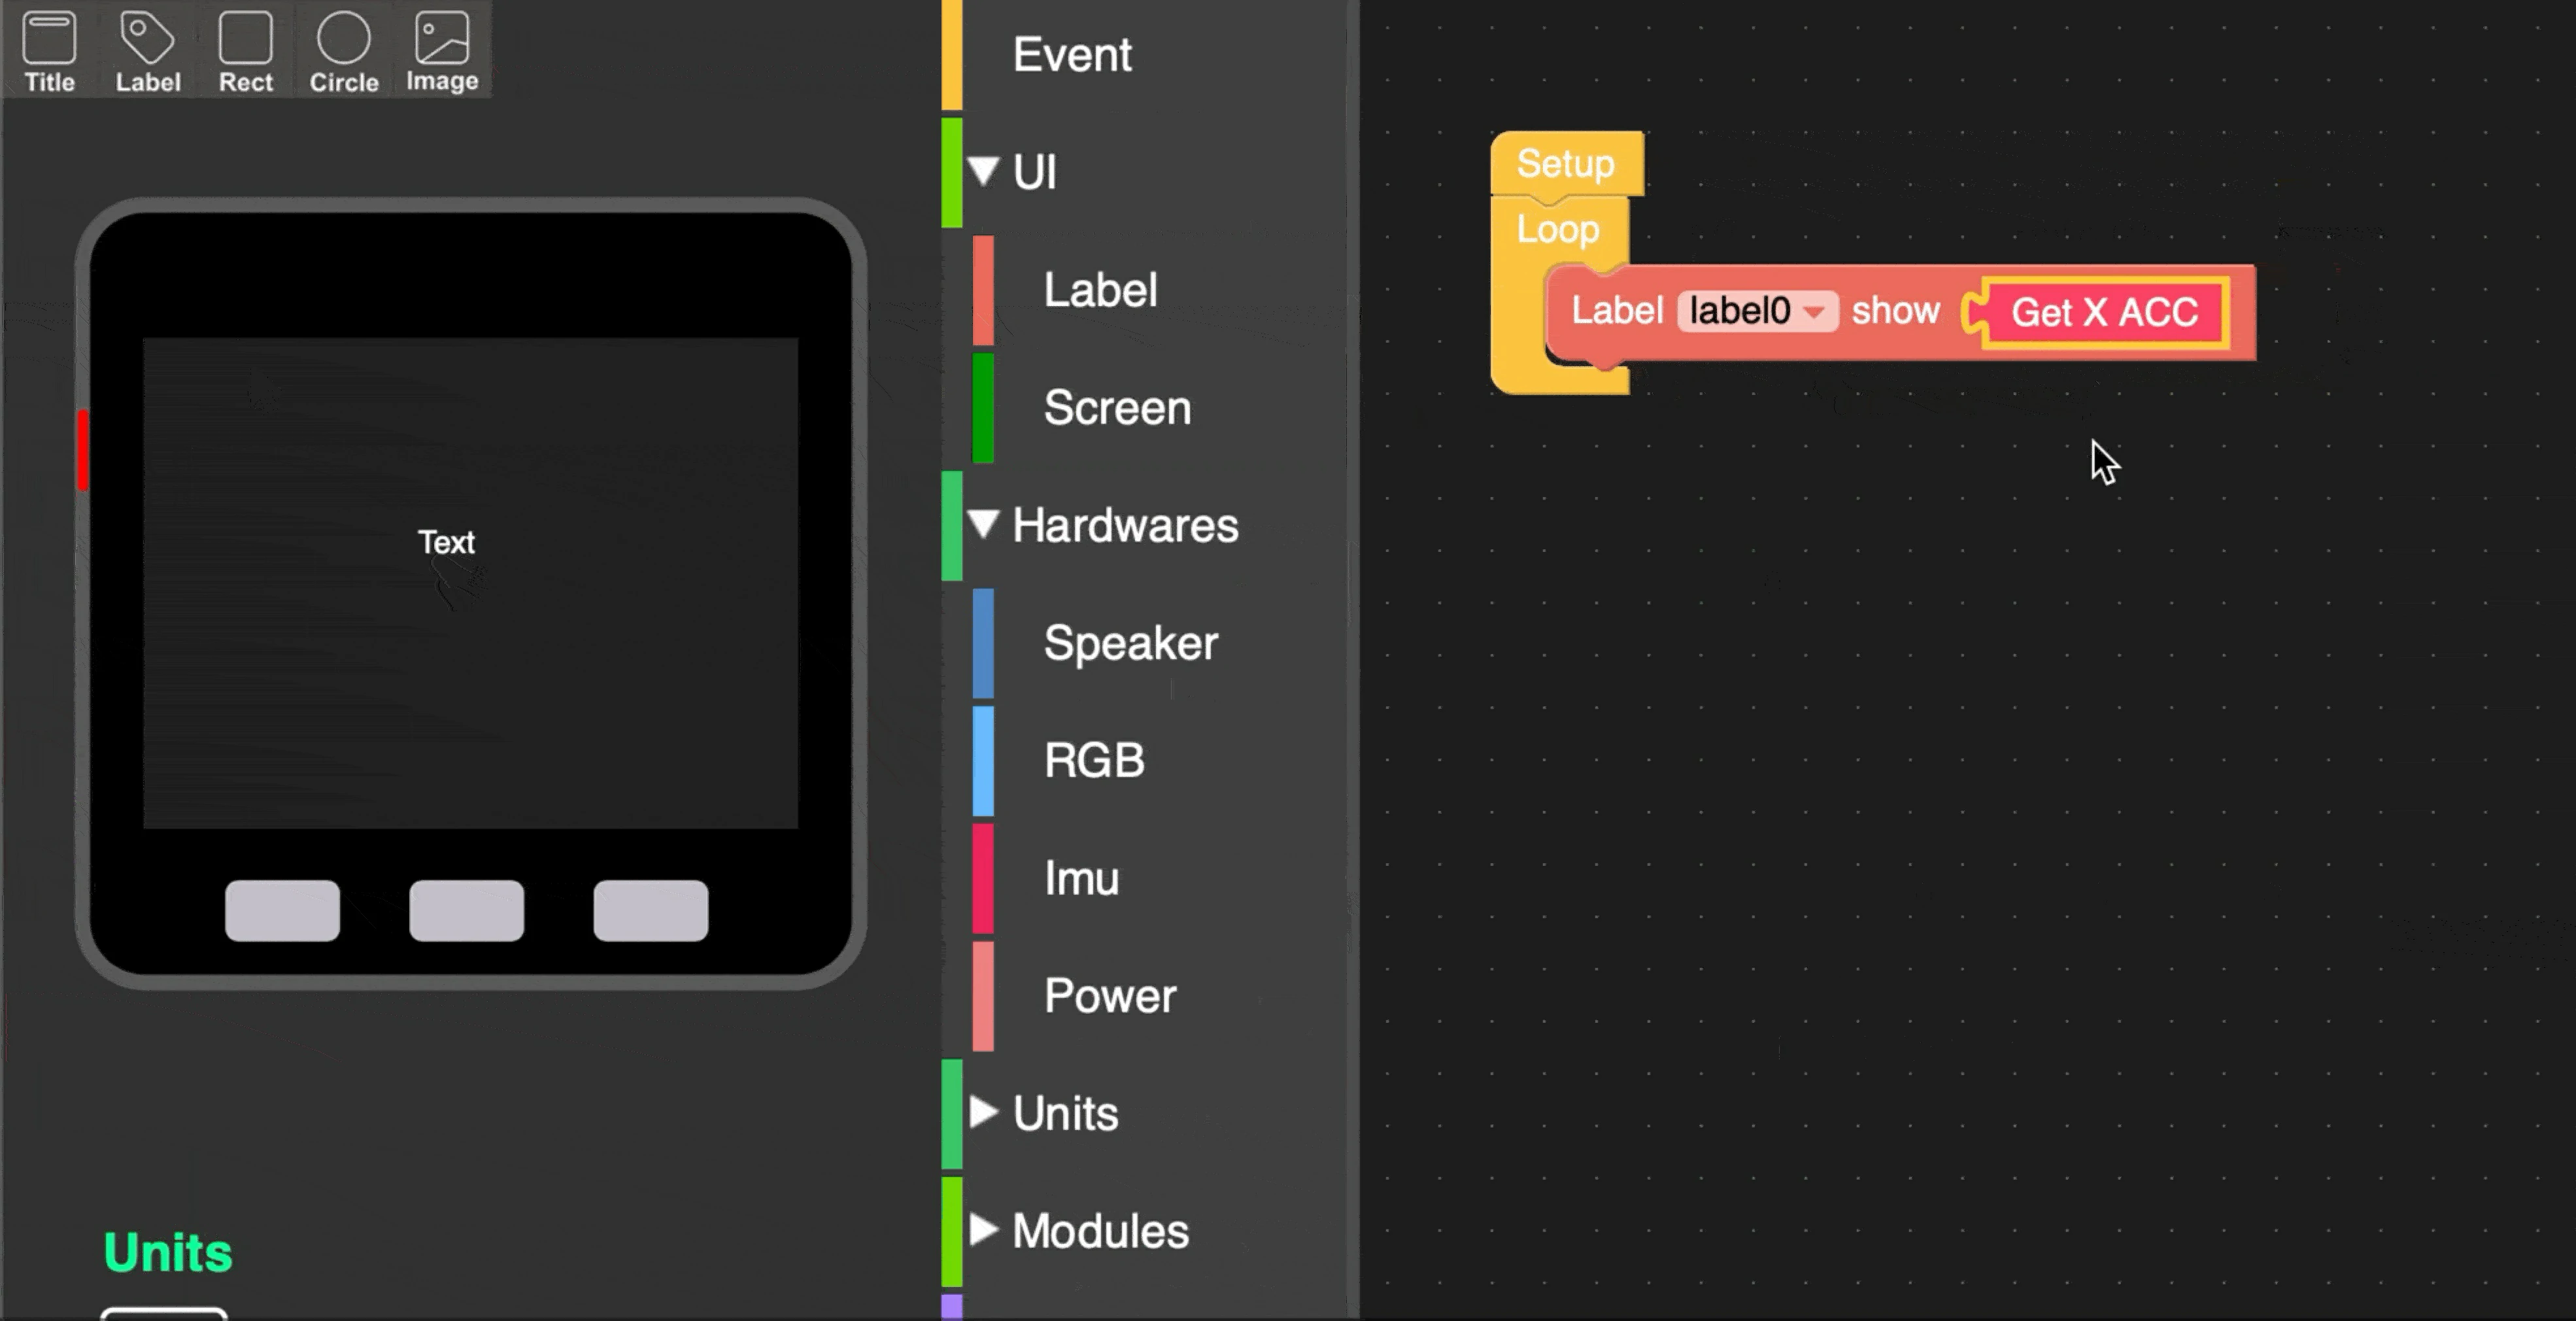 Title Label Rect Circle Image
Text
Units
Event
UI
Label
Screen
Hardwares
Speaker
RGB
Imu
Power
Units
Modules
Setup
Loop
Label label0 show Get X ACC